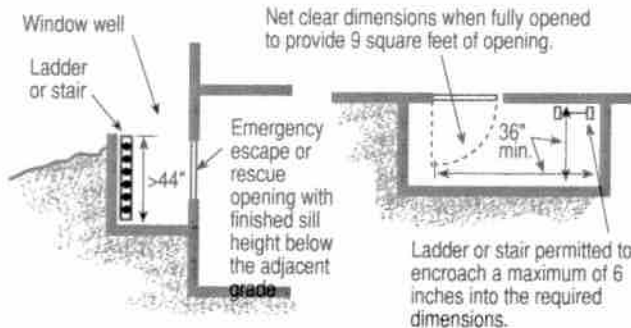 Window well
Ladder
or stair
>44"
Emergency
escape or
rescue
opening with
finished sill
height below
the adjacent
grade
Net clear dimensions when fully opened
to provide 9 square feet of opening.
36"
min.
Ladder or stair permitted to
encroach a maximum of 6
inches into the required
dimensions.